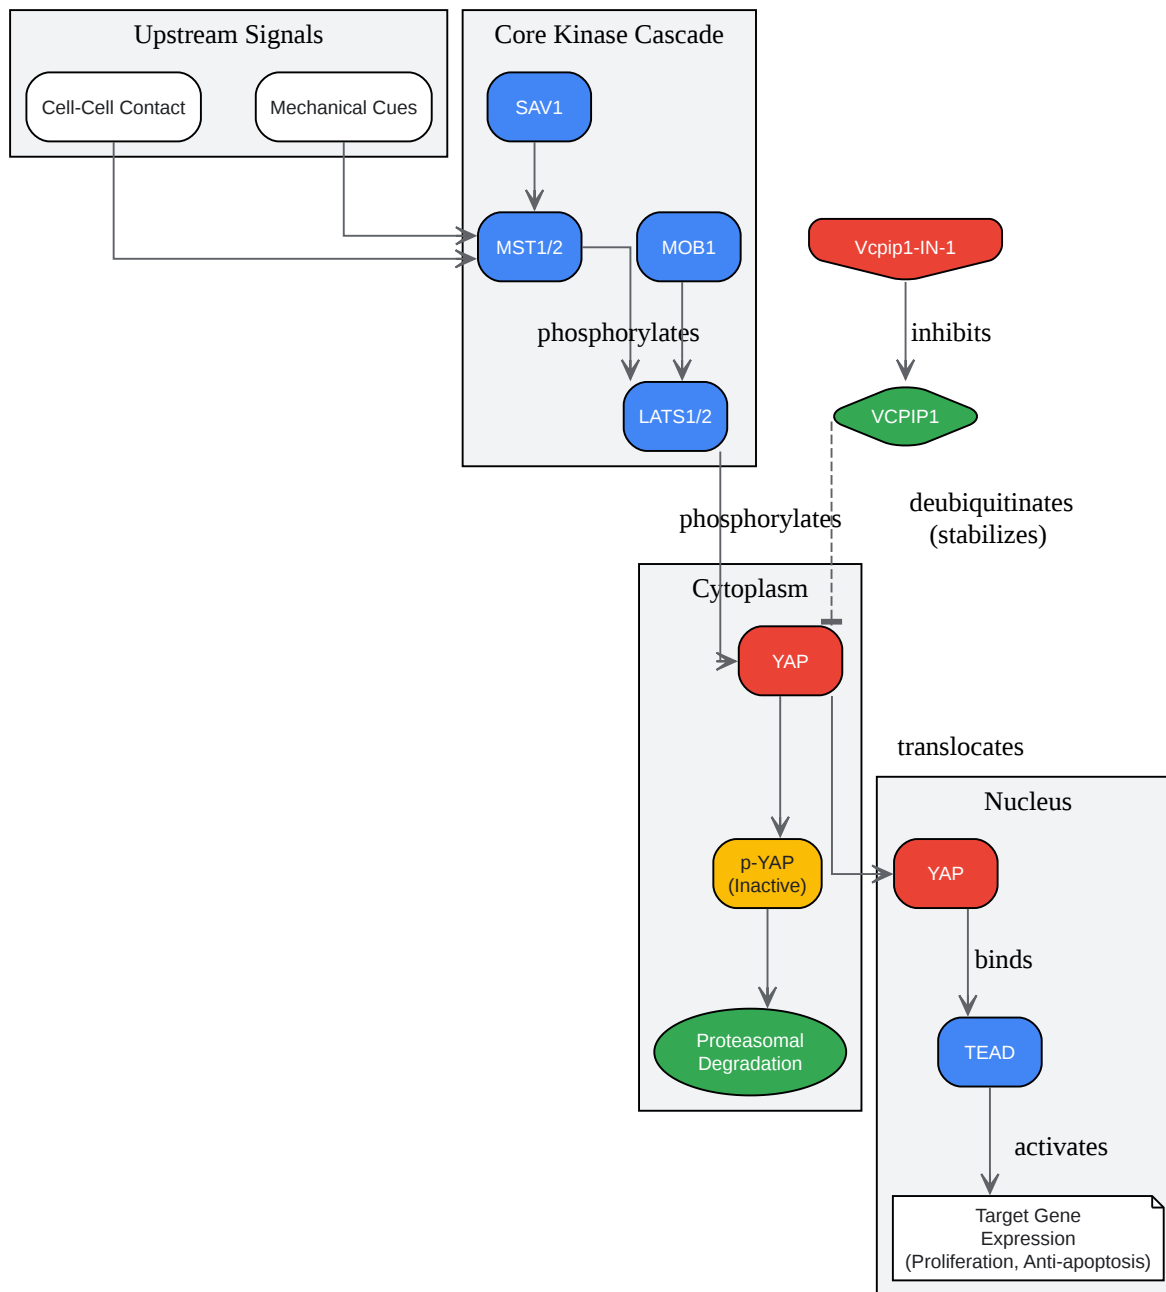 Upstream Signals
Cell-Cell Contact
Mechanical Cues
Core Kinase Cascade
SAV1
MST1/2
MOB1
phosphorylates
LATS1/2
Vcpip1-IN-1
inhibits
VCPIP1
phosphorylates
deubiquitinates
(stabilizes)
Cytoplasm
YAP
translocates
p-YAP
(Inactive)
Proteasomal
Degradation
Nucleus
YAP
binds
TEAD
activates
Target Gene
Expression
(Proliferation, Anti-apoptosis)